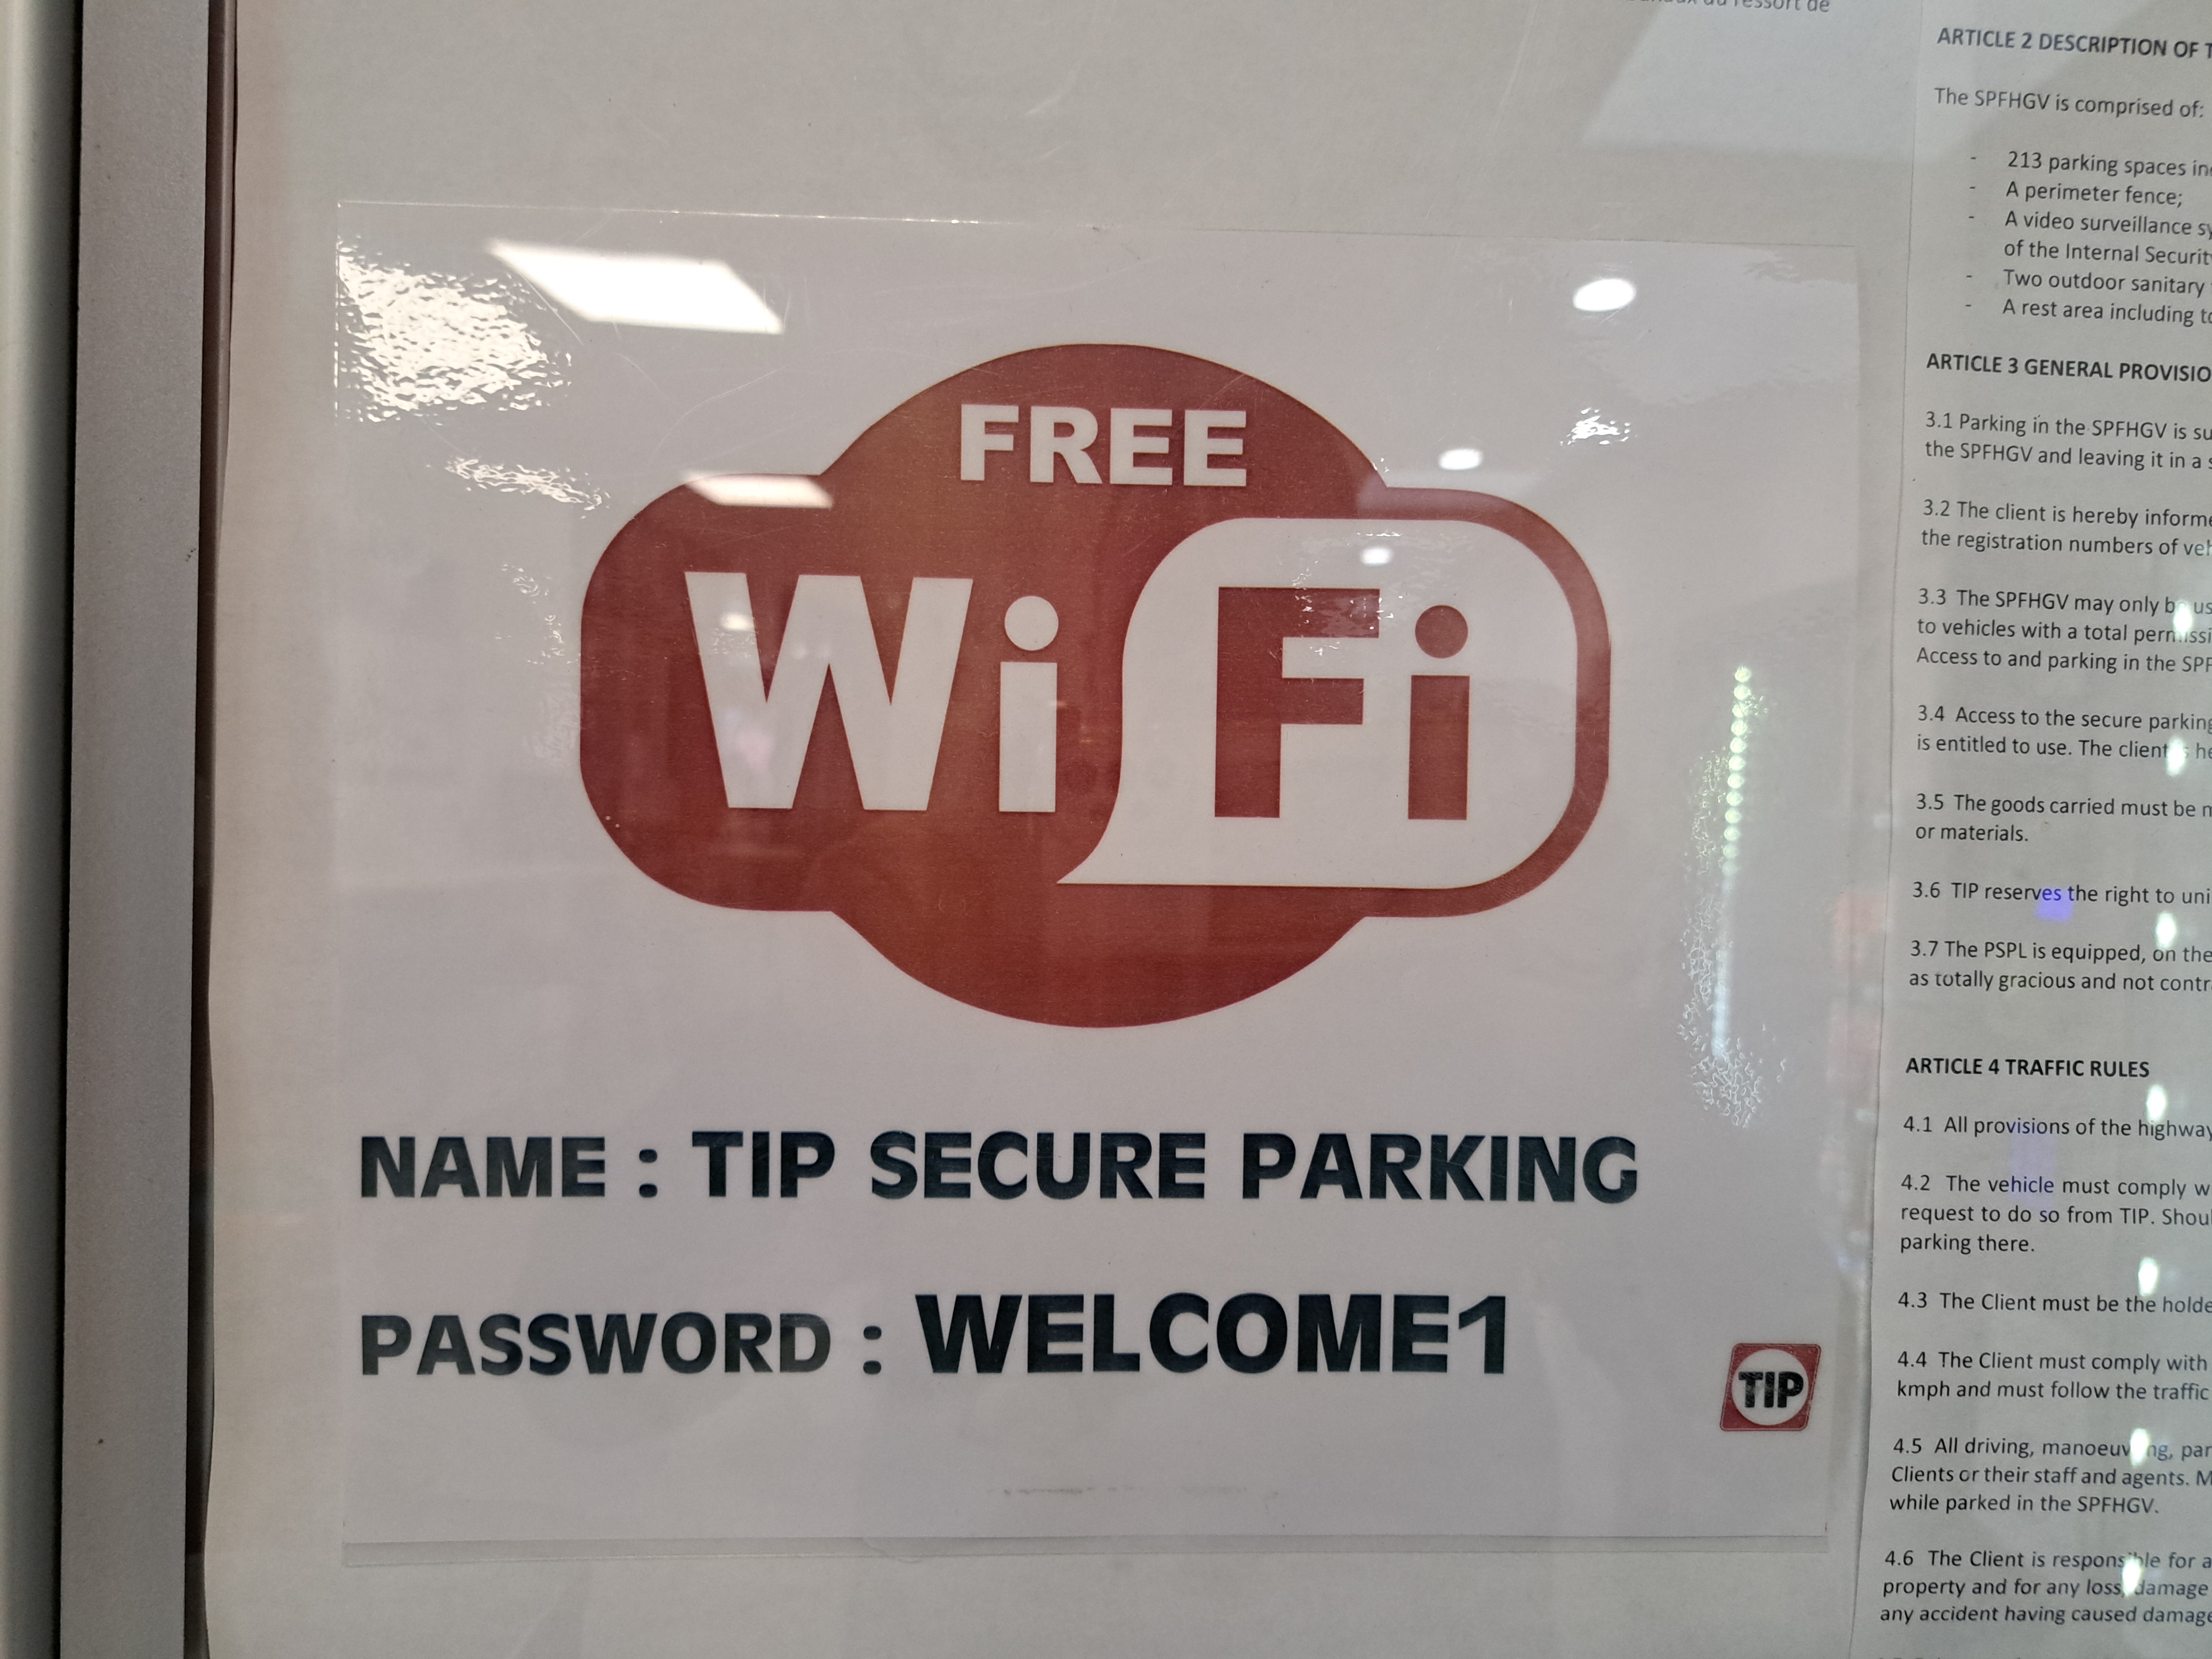 ressort de
FREE
WiFi
NAME : TIP SECURE PARKING
PASSWORD : WELCOME1
TIP
ARTICLE 2 DESCRIPTION OF
The SPFHGV is comprised of:
- 213 parking spaces
- A perimeter fence;
- A video surveillance
of the Internal
- Two outdoor sanitary
- A rest area including
ARTICLE 3 GENERAL
3.1 Parking in the SPFHGV is
the SPFHGV and leaving it in a
3.2 The client is hereby
the registration numbers of
3.3 The SPFHGV may only
to vehicles with a total
Access to and parking in the
3.4 Access to the secure
is entitled to use. The client
3.5 The goods carried must be
or materials.
3.6 TIP reserves the right to
3.7 The PSPL is equipped, on the
as totally gracious and not
ARTICLE 4 TRAFFIC RULES
4.1 All provisions of the
4.2 The vehicle must comply
request to do so from TIP.
parking there.
4.3 The Client must be the
4.4 The Client must comply with
kmph and must follow the traffic
4.5 All driving,
Clients or their staff and agents.
while parked in the SPFHGV.
4.6 The Client is responsible for
property and for any loss, damage
any accident having caused